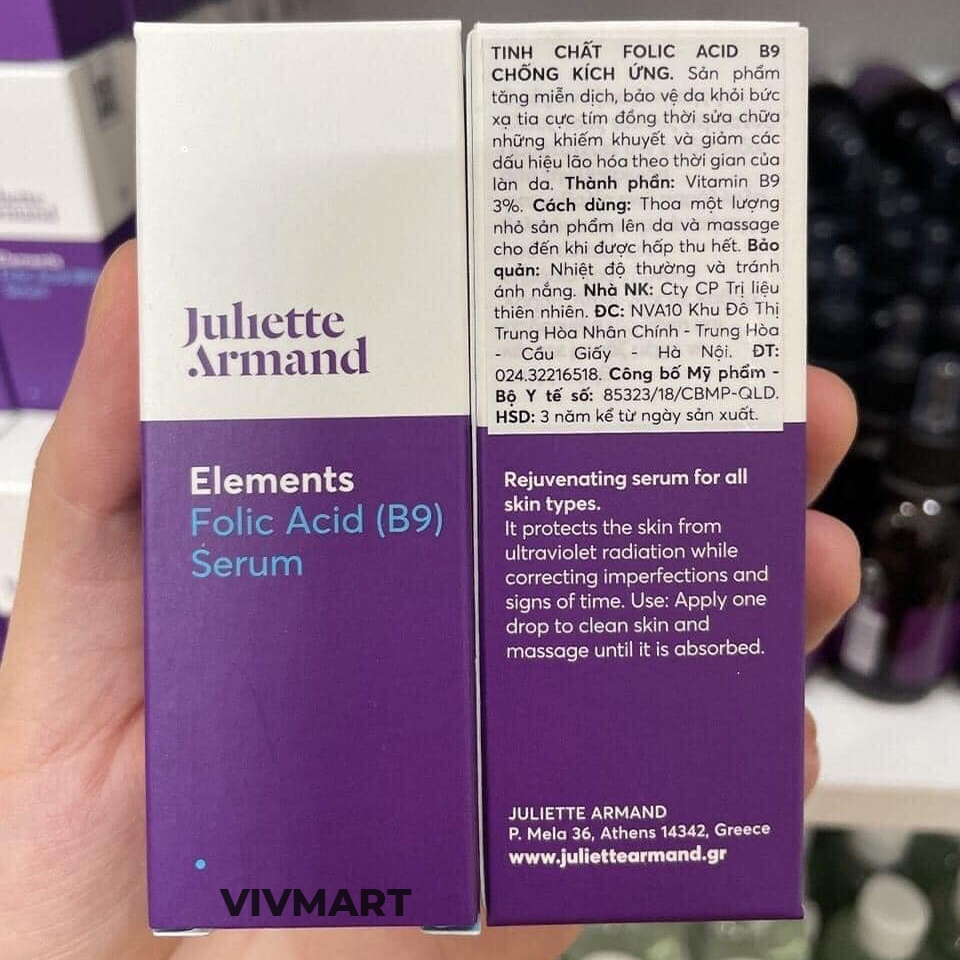 Juliette
Armand
Elements
Folic Acid (B9)
Serum
VIVMART
TINH CHẤT FOLIC ACID B9
CHỐNG KÍCH ỨNG. Sản phẩm
tăng miễn dịch, bảo vệ da khỏi bức
xạ tia cực tím đồng thời sửa chữa
những khiếm khuyết và giảm các
dấu hiệu lão hóa theo thời gian của
làn da. Thành phần: Vitamin B9
3%. Cách dùng: Thoa một lượng
nhỏ sản phẩm lên da và massage
cho đến khi được hấp thu hết. Bảo
quản: Nhiệt độ thường và tránh
ánh nắng. Nhà NK: Cty CP Trị liệu
thiên nhiên. ĐC: NVA10 Khu Đô Thị
Trung Hòa Nhân Chính - Trung Hòa
- Cầu Giấy - Hà Nội. ĐT:
024.32216518. Công bố Mỹ phẩm -
Bộ Y tế số: 85323/18/CBMP-QLD.
HSD: 3 năm kể từ ngày sản xuất.
Rejuvenating serum for all
skin types.
It protects the skin from
ultraviolet radiation while
correcting imperfections and
signs of time. Use: Apply one
drop to clean skin and
massage until it is absorbed.
JULIETTE ARMAND
P. Mela 36, Athens 14342, Greece
www.juliettearmand.gr